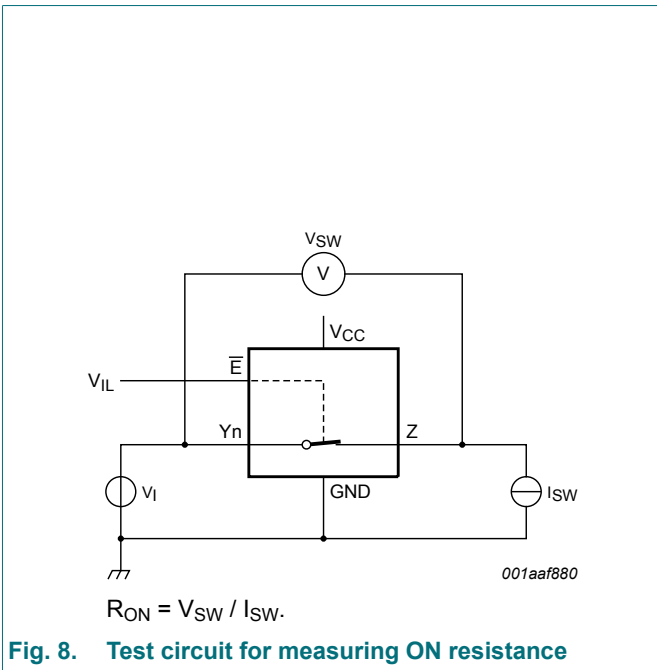 VSW
V
VCC
E̅
VIL
Yn
Z
VI
GND
ISW
001aaf880
RON = VSW / ISW.
Fig. 8. Test circuit for measuring ON resistance